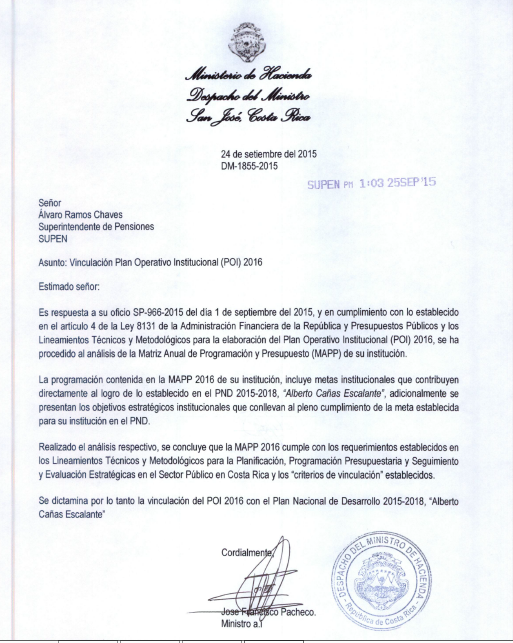 Ministerio de Hacienda
Despacho del Ministro
San José, Costa Rica
24 de setiembre del 2015
DM-1855-2015
SUPEN PM 1:03 25SEP'15
Señor
Álvaro Ramos Chaves
Superintendente de Pensiones
SUPEN
Asunto: Vinculación Plan Operativo Institucional (POI) 2016
Estimado señor:
Es respuesta a su oficio SP-966-2015 del día 1 de septiembre del 2015, y en cumplimiento con lo establecido
en el artículo 4 de la Ley 8131 de la Administración Financiera de la República y Presupuestos Públicos y los
Lineamientos Técnicos y Metodológicos para la elaboración del Plan Operativo Institucional (POI) 2016, se ha
procedido al análisis de la Matriz Anual de Programación y Presupuesto (MAPP) de su institución.
La programación contenida en la MAPP 2016 de su institución, incluye metas institucionales que contribuyen
directamente al logro de lo establecido en el PND 2015-2018, "Alberto Cañas Escalante", adicionalmente se
presentan los objetivos estratégicos institucionales que conllevan al pleno cumplimiento de la meta establecida
para su institución en el PND.
Realizado el análisis respectivo, se concluye que la MAPP 2016 cumple con los requerimientos establecidos en
los Lineamientos Técnicos y Metodológicos para la Planificación, Programación Presupuestaria y Seguimiento
y Evaluación Estratégicas en el Sector Público en Costa Rica y los "criterios de vinculación" establecidos.
Se dictamina por lo tanto la vinculación del POI 2016 con el Plan Nacional de Desarrollo 2015-2018, "Alberto
Cañas Escalante"
Cordialmente,
José Francisco Pacheco.
Ministro a.i
DESPACHO DEL MINISTRO DE HACIENDA
República de Costa Rica